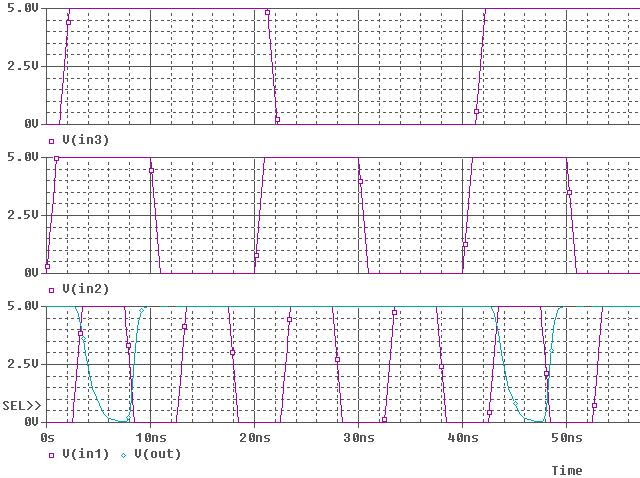 5.0V
2.5V
0V
V(in3)
5.0V
2.5V
0V
V(in2)
5.0V
2.5V
SEL>>
0V
0s 10ns 20ns 30ns 40ns 50ns
V(in1) V(out)
Time